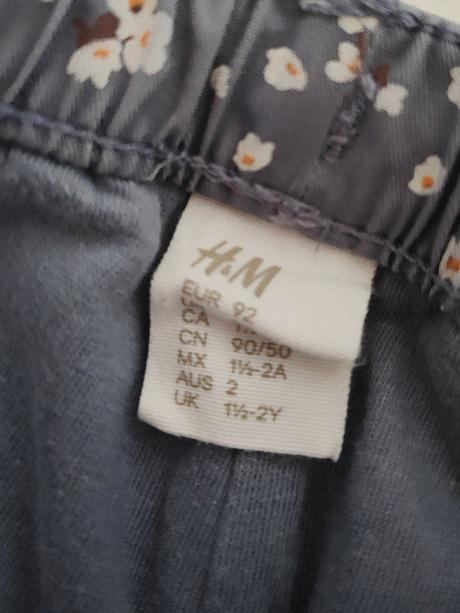 H&M
EUR 92
CA
CN 90/50
MX 1½-2A
AUS 2
UK 1½-2Y